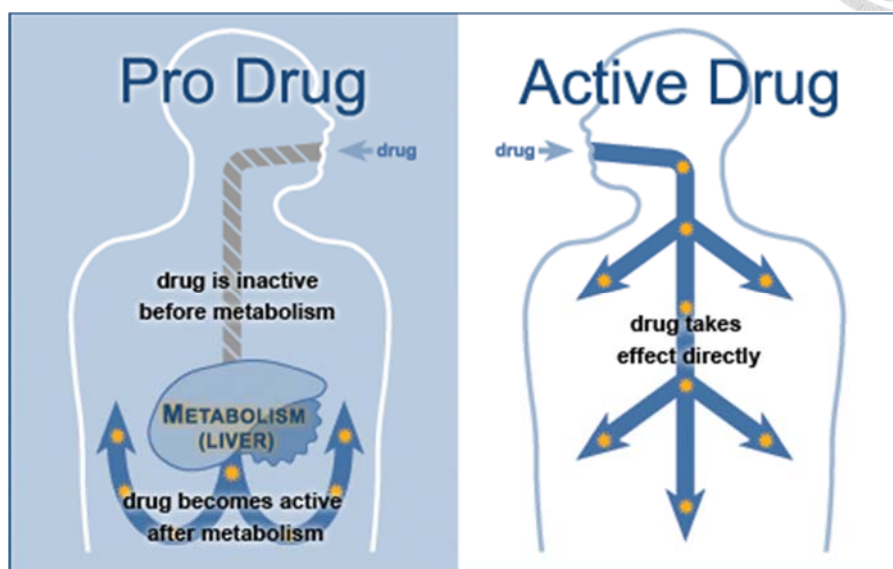 Pro Drug
drug
drug is inactive
before metabolism
METABOLISM
(LIVER)
drug becomes active
after metabolism
Active Drug
drug
drug takes
effect directly